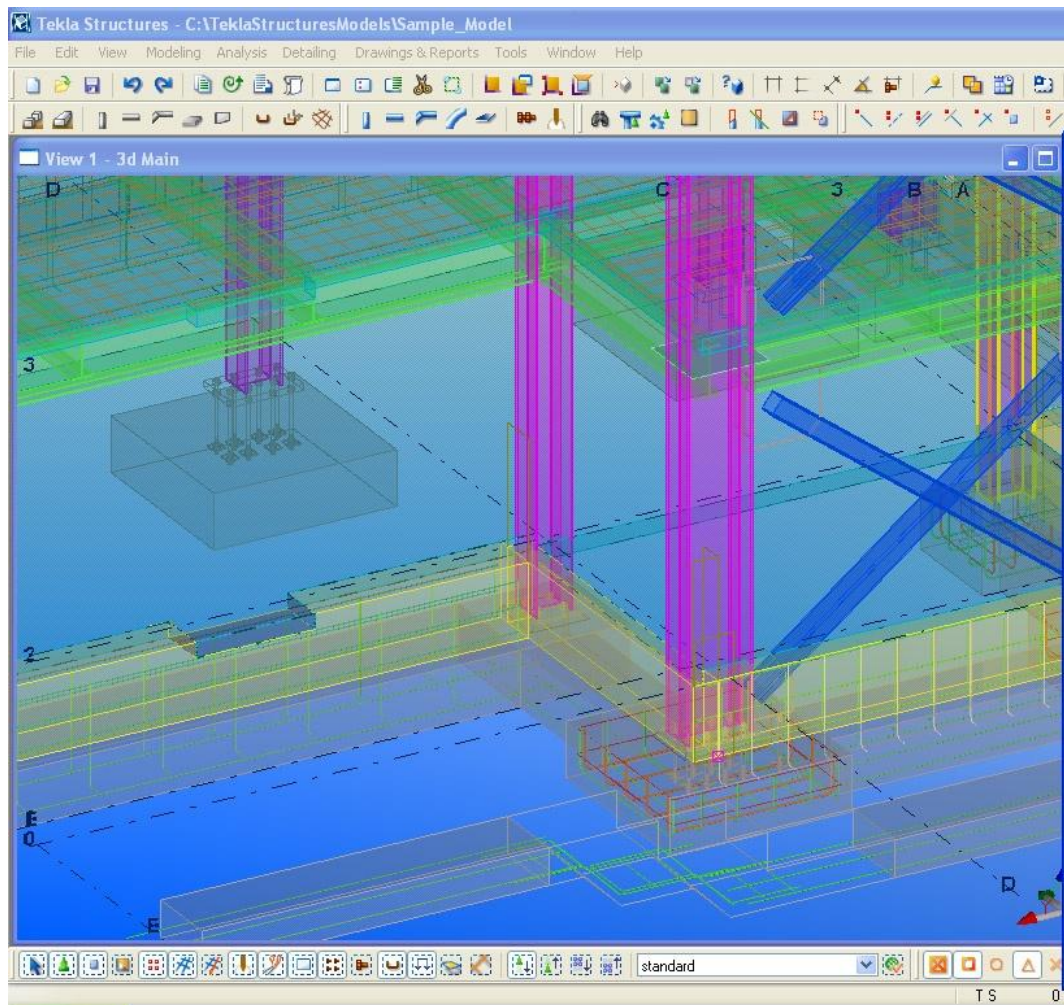 Tekla Structures - C:\TeklaStructuresModels\Sample_Model
File Edit View Modeling Analysis Detailing Drawings & Reports Tools Window Help
View 1 - 3d Main
D C 3 B A
3
2
E
0
E D
standard
T S 0